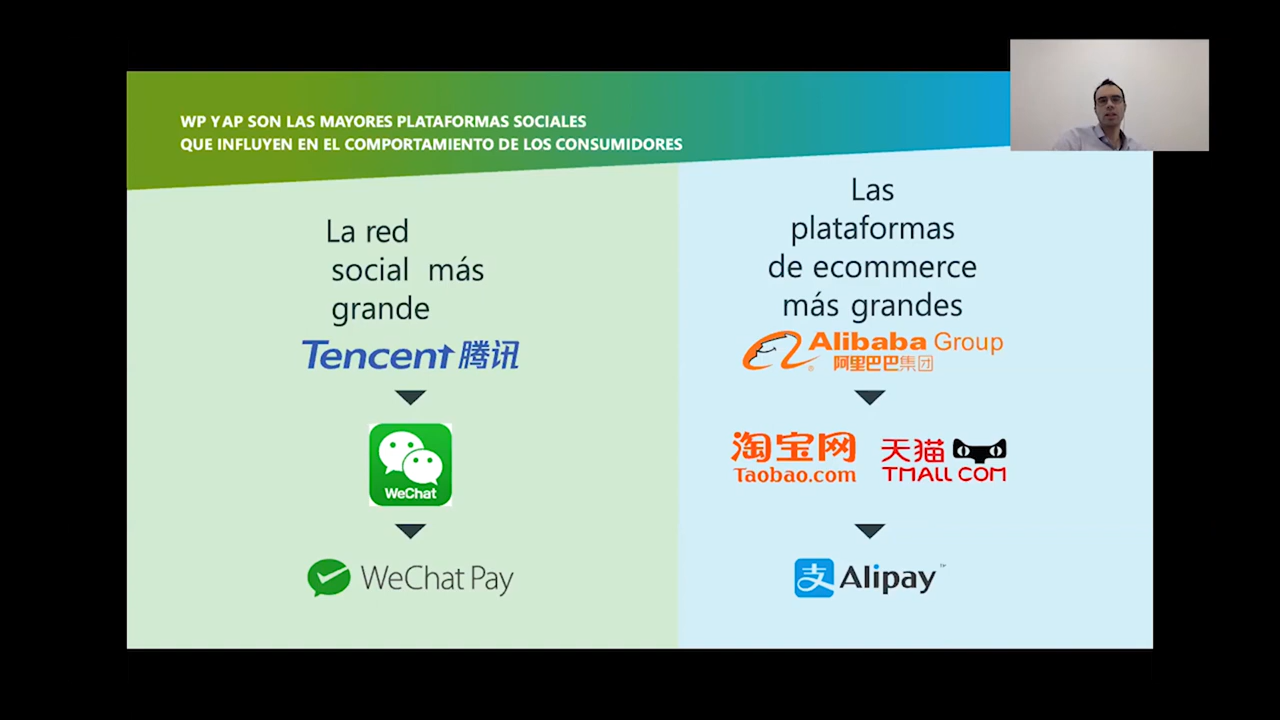 WP Y AP SON LAS MAYORES PLATAFORMAS SOCIALES
QUE INFLUYEN EN EL COMPORTAMIENTO DE LOS CONSUMIDORES
La red
social más
grande
Tencent 腾讯
WeChat
WeChat Pay
Las
plataformas
de ecommerce
más grandes
Alibaba Group
阿里巴巴集团
淘宝网
Taobao.com
天猫
TMALL.COM
支 Alipay™